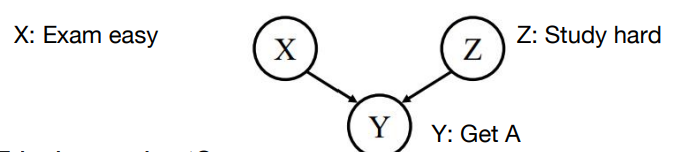 X: Exam easy
X
Z
Z: Study hard
Y
Y: Get A